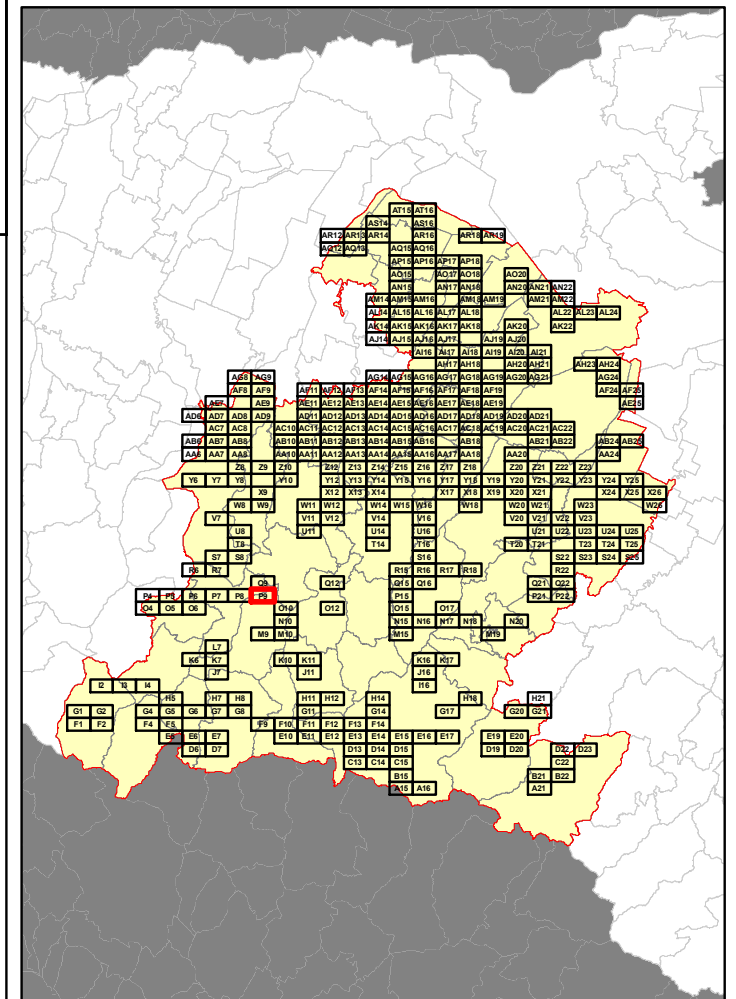 AT15 AT16
AS14 AS16
AR12 AR13 AR14 AR16 AR18 AR19
AQ12 AQ13 AQ15 AQ16
AP15 AP16 AP17 AP18
AO15 AO17 AO18 AO20
AN15 AN17 AN18 AN20 AN21 AN22
AM14 AM15 AM16 AM18 AM19 AM21 AM22
AL14 AL15 AL16 AL17 AL18 AL22 AL23 AL24
AK14 AK15 AK16 AK17 AK18 AK20 AK22
AJ14 AJ15 AJ16 AJ17 AJ19 AJ20
AI16 AI17 AI18 AI19 AI20 AI21
AH17 AH18 AH20 AH21 AH23 AH24
AG8 AG9 AG14 AG15 AG16 AG17 AG18 AG19 AG20 AG21 AG24
AF8 AF9 AF11 AF12 AF13 AF14 AF15 AF16 AF17 AF18 AF19 AF24 AF25
AE7 AE9 AE11 AE12 AE13 AE14 AE15 AE16 AE17 AE18 AE19 AE25
AD6 AD7 AD8 AD9 AD11 AD12 AD13 AD14 AD15 AD16 AD17 AD18 AD19 AD20 AD21
AC7 AC8 AC10 AC11 AC12 AC13 AC14 AC15 AC16 AC17 AC18 AC19 AC20 AC21 AC22
AB6 AB7 AB8 AB10 AB11 AB12 AB13 AB14 AB15 AB16 AB18 AB21 AB22 AB24 AB25
AA6 AA7 AA8 AA10 AA11 AA12 AA13 AA14 AA15 AA16 AA17 AA18 AA20 AA24
Z8 Z9 Z10 Z12 Z13 Z14 Z15 Z16 Z17 Z18 Z20 Z21 Z22 Z23
Y6 Y7 Y8 Y10 Y12 Y13 Y14 Y15 Y16 Y17 Y18 Y19 Y20 Y21 Y22 Y23 Y24 Y25
X9 X12 X13 X14 X17 X18 X19 X20 X21 X24 X25 X26
W8 W9 W11 W12 W14 W15 W16 W18 W20 W21 W23 W26
V7 V11 V12 V14 V16 V20 V21 V22 V23
U8 U11 U14 U16 U21 U22 U23 U24 U25
T8 T14 T16 T20 T21 T23 T24 T25
S7 S8 S16 S22 S23 S24 S25
R6 R7 R15 R16 R17 R18 R22
Q9 Q12 Q15 Q16 Q21 Q22
P4 P5 P6 P7 P8 P9 P15 P21 P22
O4 O5 O6 O10 O12 O15 O17
N10 N15 N16 N17 N18 N20
M9 M10 M15 M19
L7
K6 K7 K10 K11 K16 K17
J7 J11 J16
I2 I3 I4 I16
H5 H7 H8 H11 H12 H14 H18 H21
G1 G2 G4 G5 G6 G7 G8 G11 G14 G17 G20 G21
F1 F2 F4 F5 F9 F10 F11 F12 F13 F14
E5 E6 E7 E10 E11 E12 E13 E14 E15 E16 E17 E19 E20
D6 D7 D13 D14 D15 D19 D20 D22 D23
C13 C14 C15 C22
B15 B21 B22
A15 A16 A21